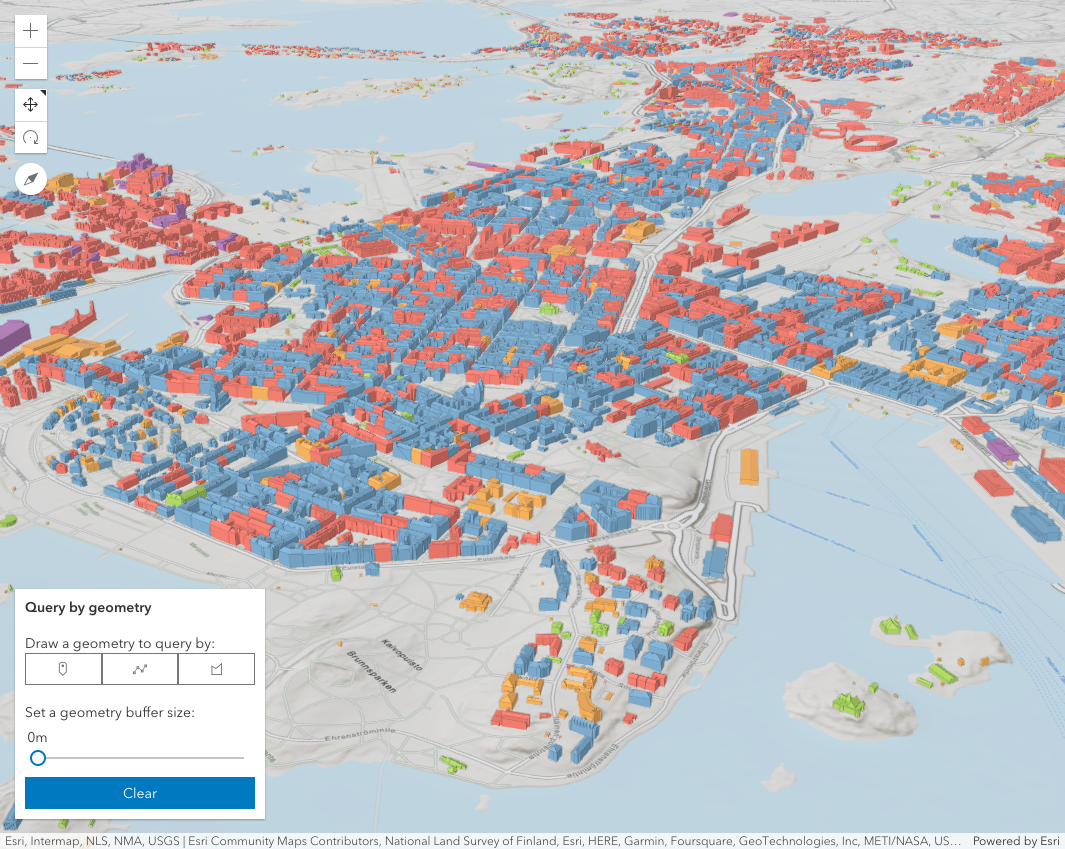 Kaivopuisto
Brunnsparken
Ehrenströmintie
Query by geometry
Draw a geometry to query by:
Set a geometry buffer size:
0m
Clear
Esri, Intermap, NLS, NMA, USGS | Esri Community Maps Contributors, National Land Survey of Finland, Esri, HERE, Garmin, Foursquare, GeoTechnologies, Inc, METI/NASA, US... Powered by Esri